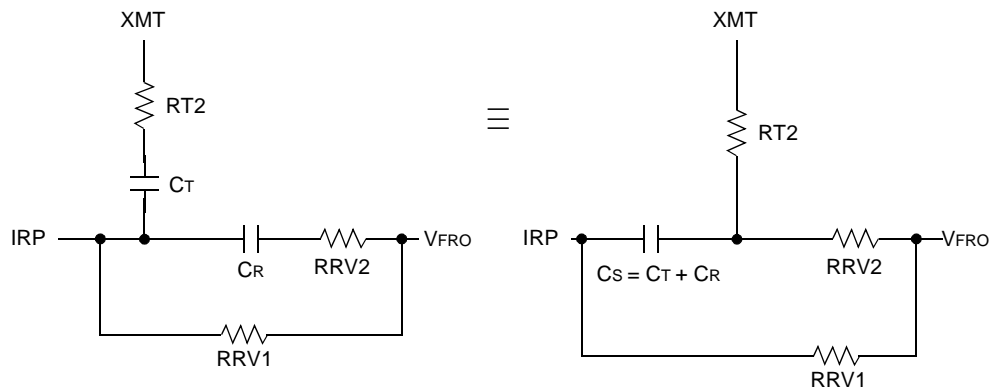 XMT
RT2
CT
IRP
VFRO
CR
RRV2
RRV1
≡
XMT
RT2
IRP
VFRO
CS = CT + CR
RRV2
RRV1